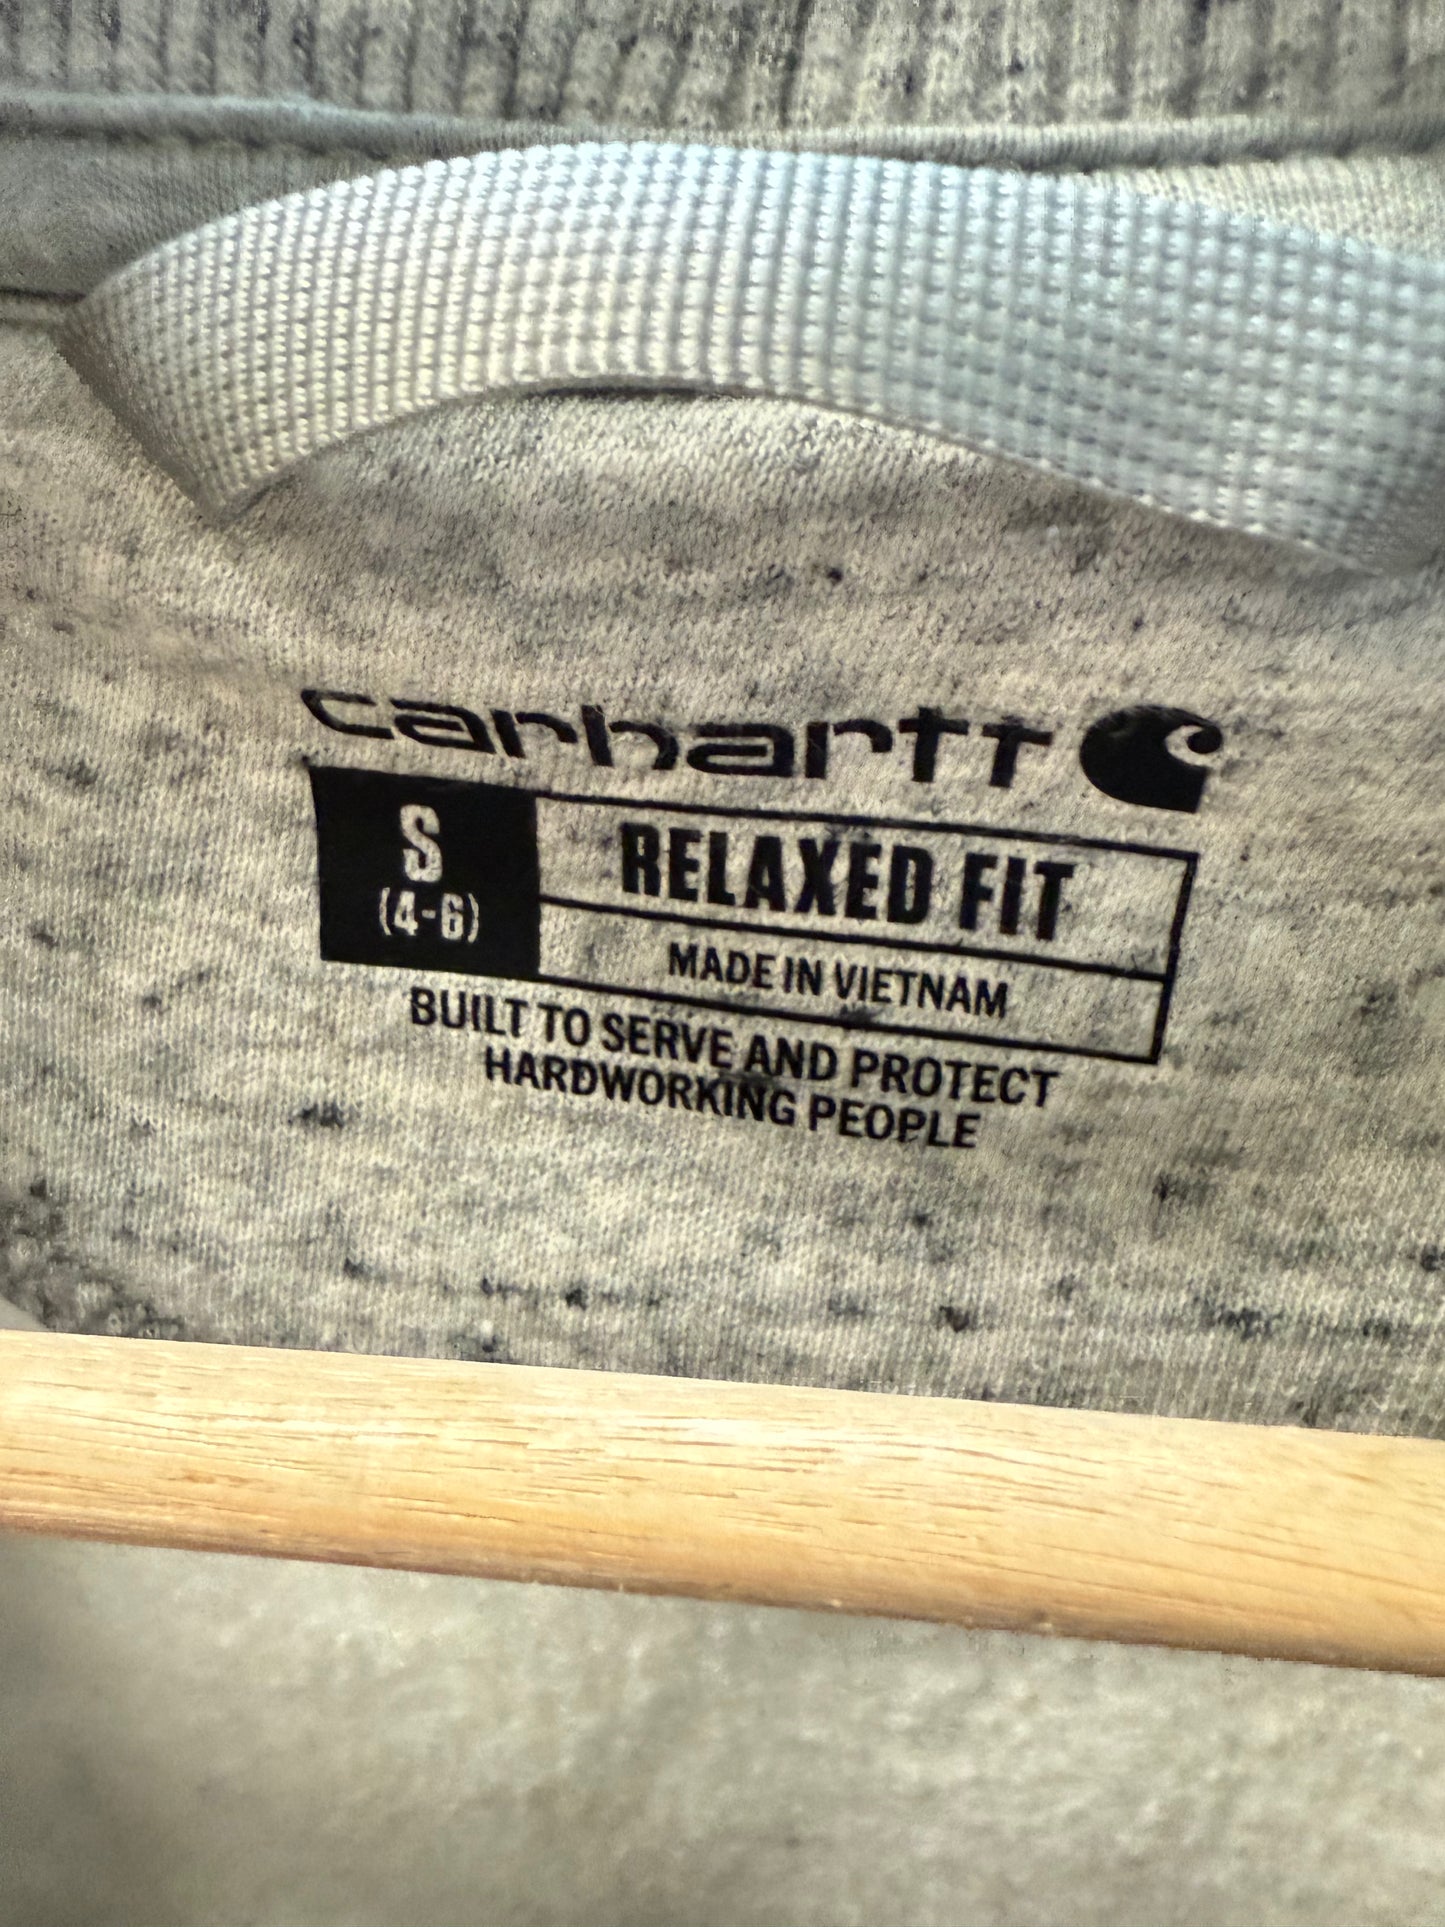 carhartt
S
(4-6)
RELAXED FIT
MADE IN VIETNAM
BUILT TO SERVE AND PROTECT
HARDWORKING PEOPLE